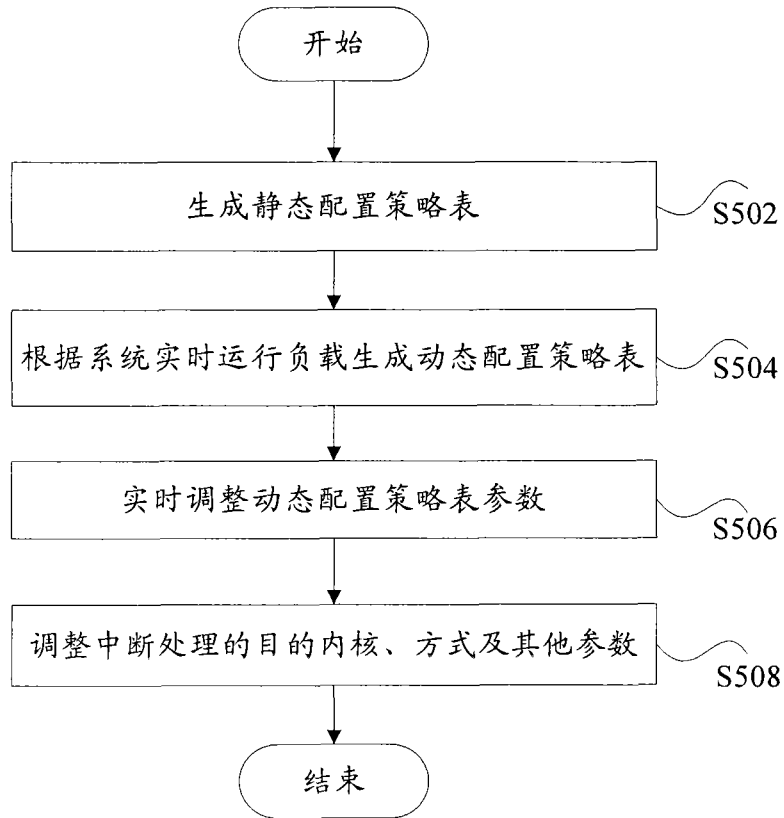 开始
生成静态配置策略表
S502
根据系统实时运行负载生成动态配置策略表
S504
实时调整动态配置策略表参数
S506
调整中断处理的目的内核、方式及其他参数
S508
结束